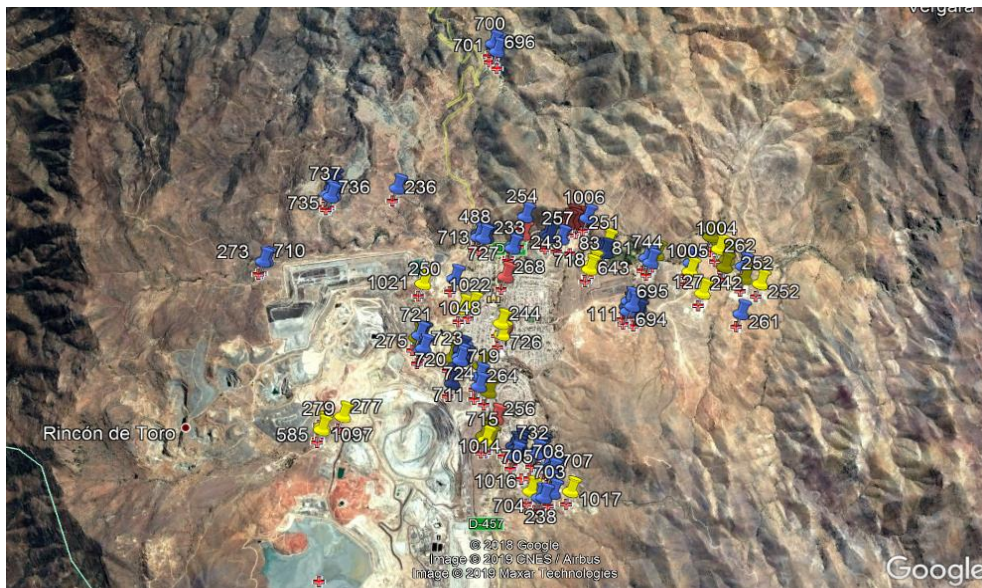 Vergara
700
701 696
737
736 236
735
254 1006
488 257 251
233
713 243 83 81 744 1004
727 718 643 1005 262
273 710 268 252
250 127 242 252
1021 1022
695
1048 111 694 261
244
721 726
275 723
720 719
724 264
711
279 277 256
715
Rincón de Toro 585 1097 732
1014 708
705 707
703
1016 1017
704
238
D-457
© 2018 Google
Image © 2019 CNES / Airbus
Image © 2019 Maxar Technologies
Google